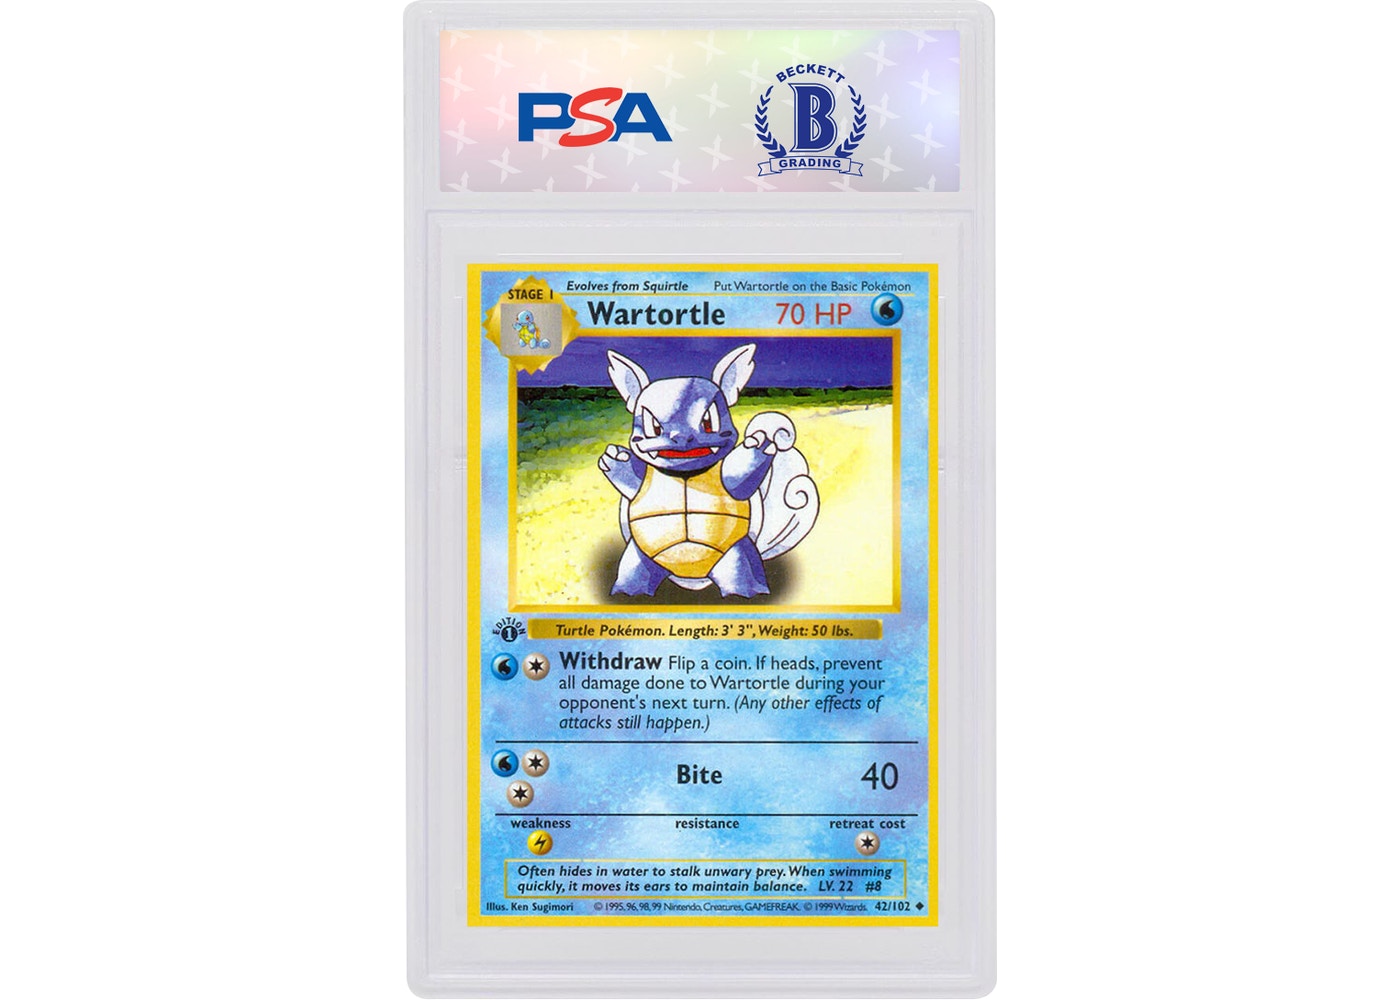 PSA
BECKETT
B
GRADING
STAGE 1
Evolves from Squirtle Put Wartortle on the Basic Pokémon
Wartortle 70 HP
EDITION
1
Turtle Pokémon. Length: 3' 3", Weight: 50 lbs.
Withdraw Flip a coin. If heads, prevent
all damage done to Wartortle during your
opponent's next turn. (Any other effects of
attacks still happen.)
Bite 40
weakness resistance retreat cost
Often hides in water to stalk unwary prey. When swimming
quickly, it moves its ears to maintain balance. LV. 22 #8
Illus. Ken Sugimori © 1995, 96, 98, 99 Nintendo, Creatures, GAMEFREAK. © 1999 Wizards. 42/102